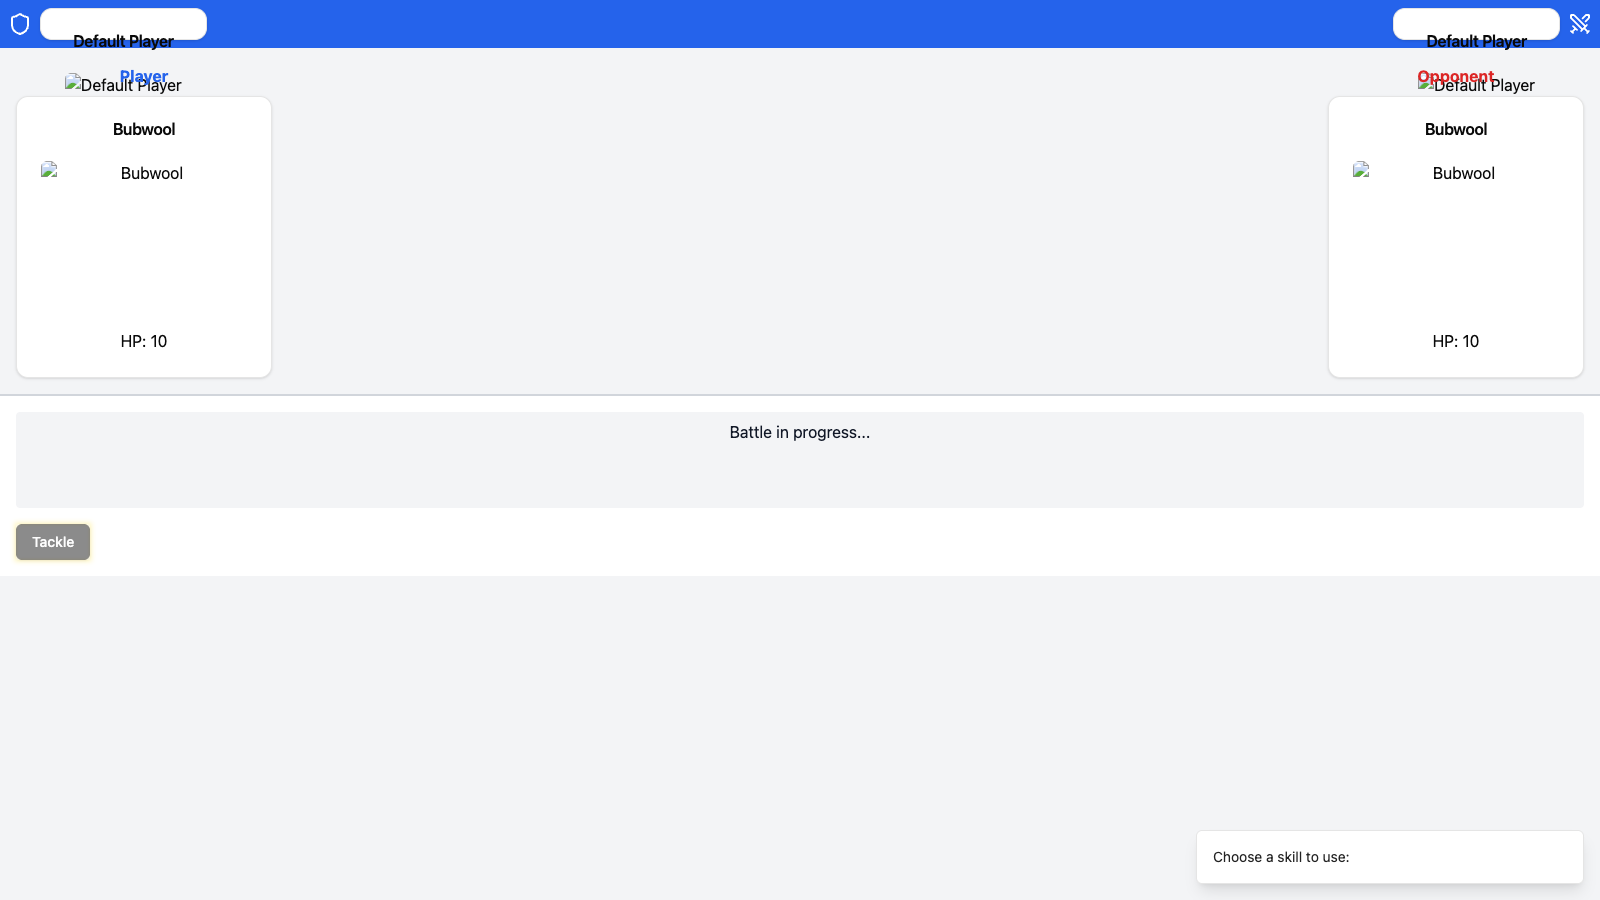 Default Player
Default Player
Player
Default Player
Opponent
Default Player
Bubwool
Bubwool
HP: 10
Bubwool
Bubwool
HP: 10
Battle in progress...
Tackle
Choose a skill to use: